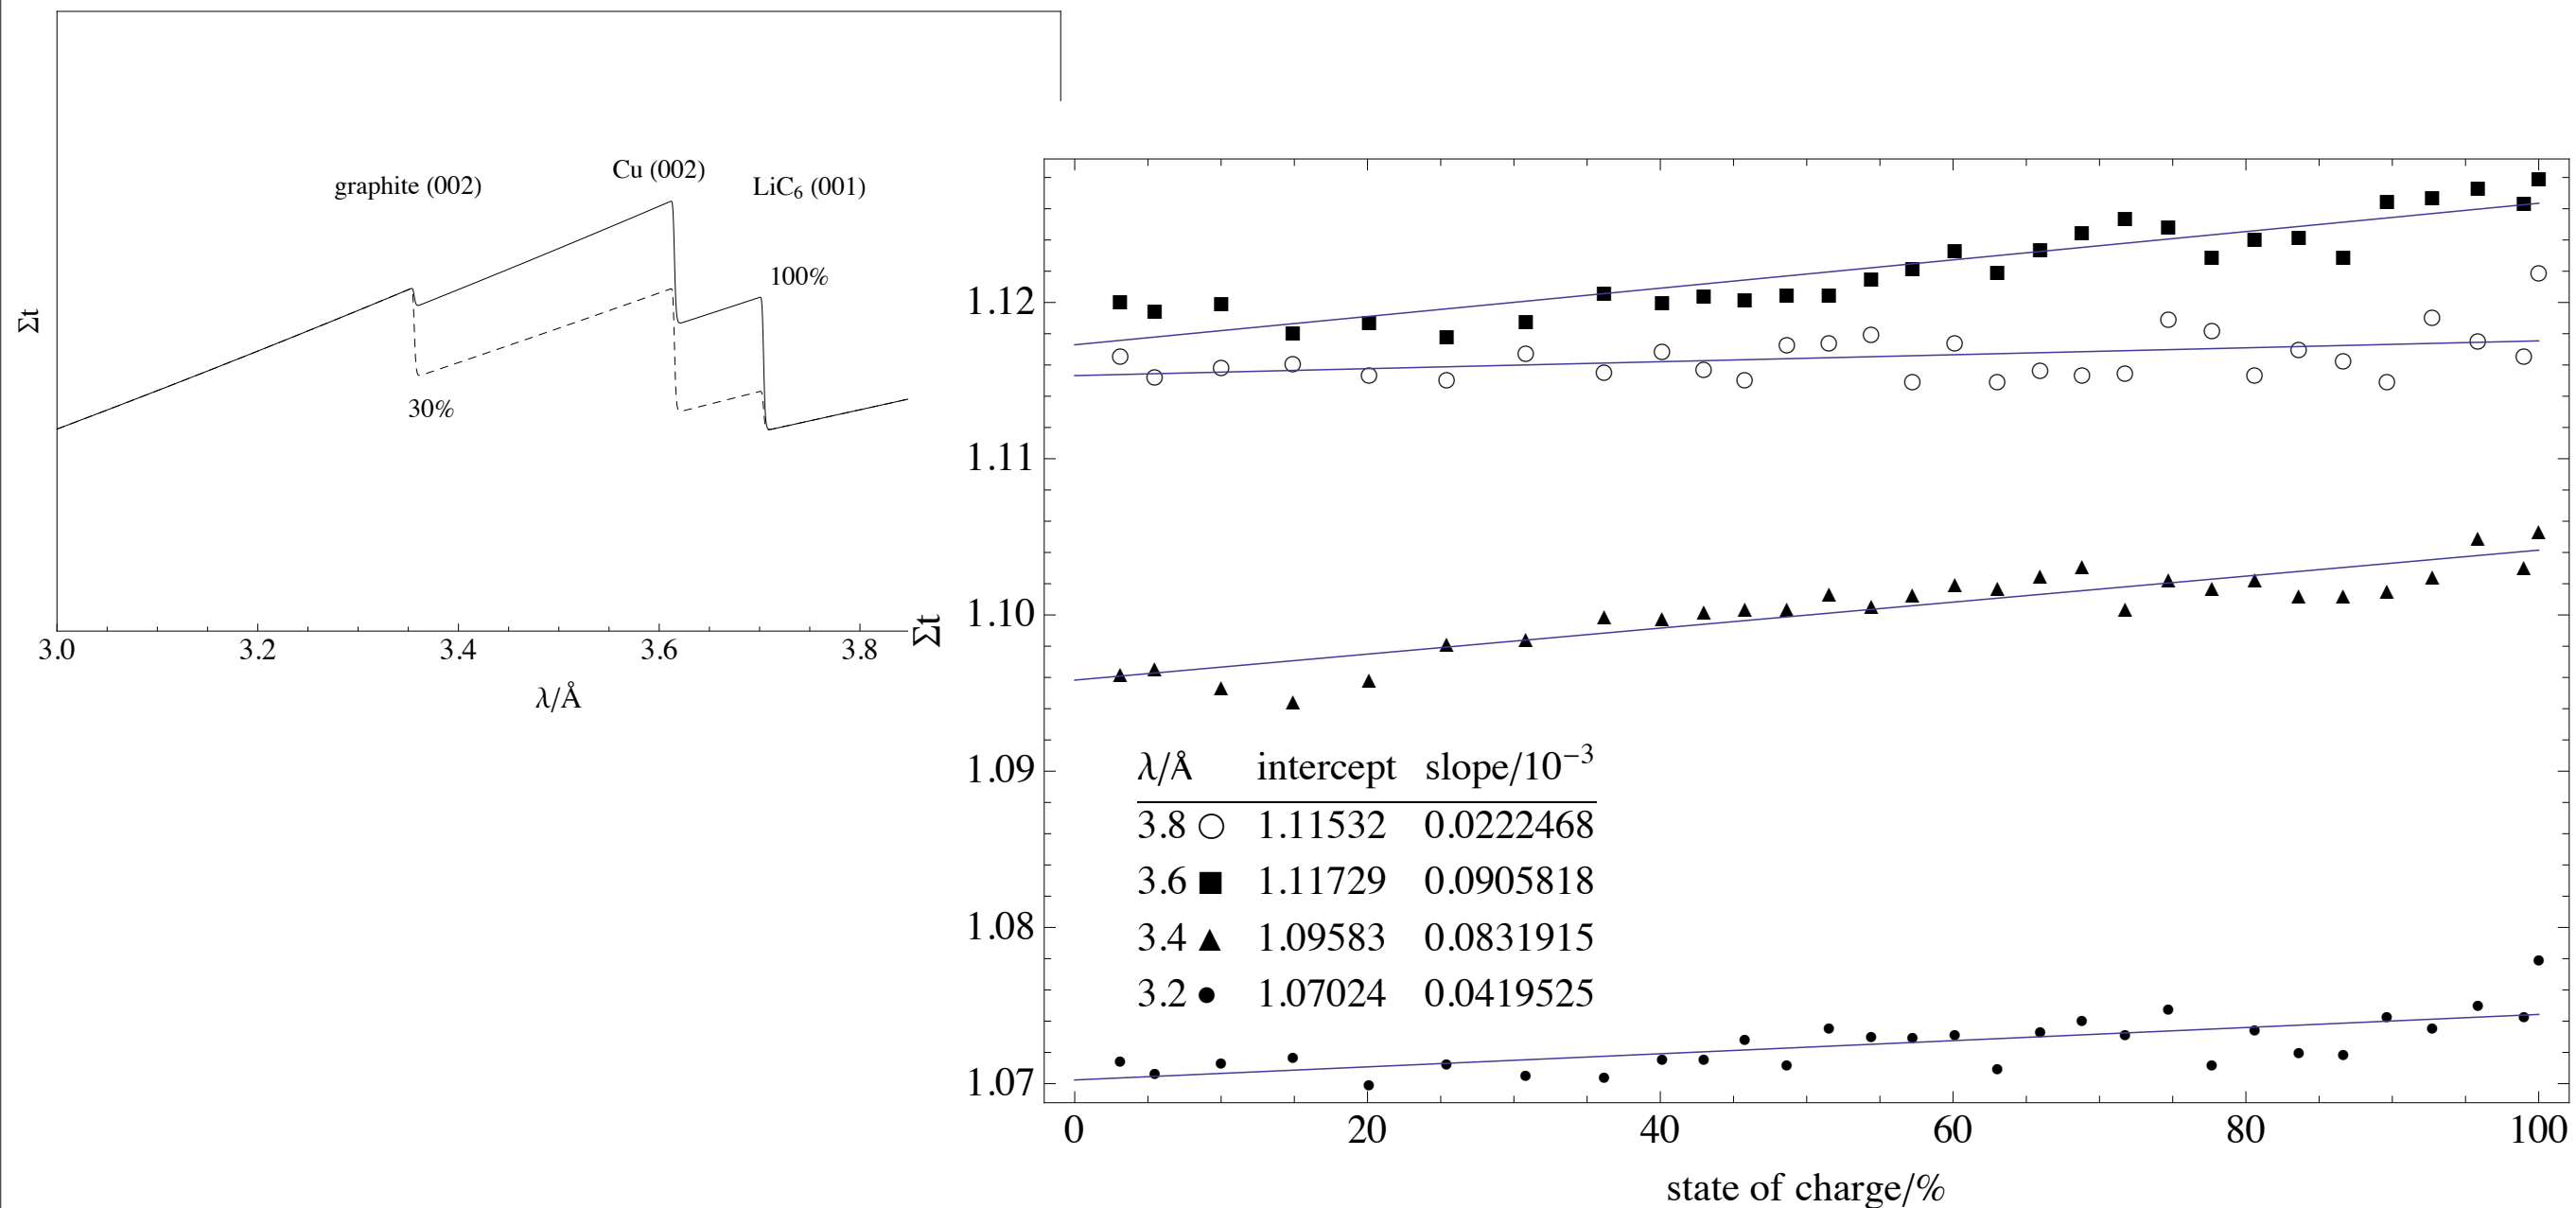 graphite (002)
Cu (002)
LiC₆ (001)
100%
30%
Σt
3.0 3.2 3.4 3.6 3.8
λ/Å
1.12
1.11
1.10
1.09
1.08
1.07
Σt
λ/Å intercept slope/10⁻³
3.8 ○ 1.11532 0.0222468
3.6 ■ 1.11729 0.0905818
3.4 ▲ 1.09583 0.0831915
3.2 ● 1.07024 0.0419525
0 20 40 60 80 100
state of charge/%